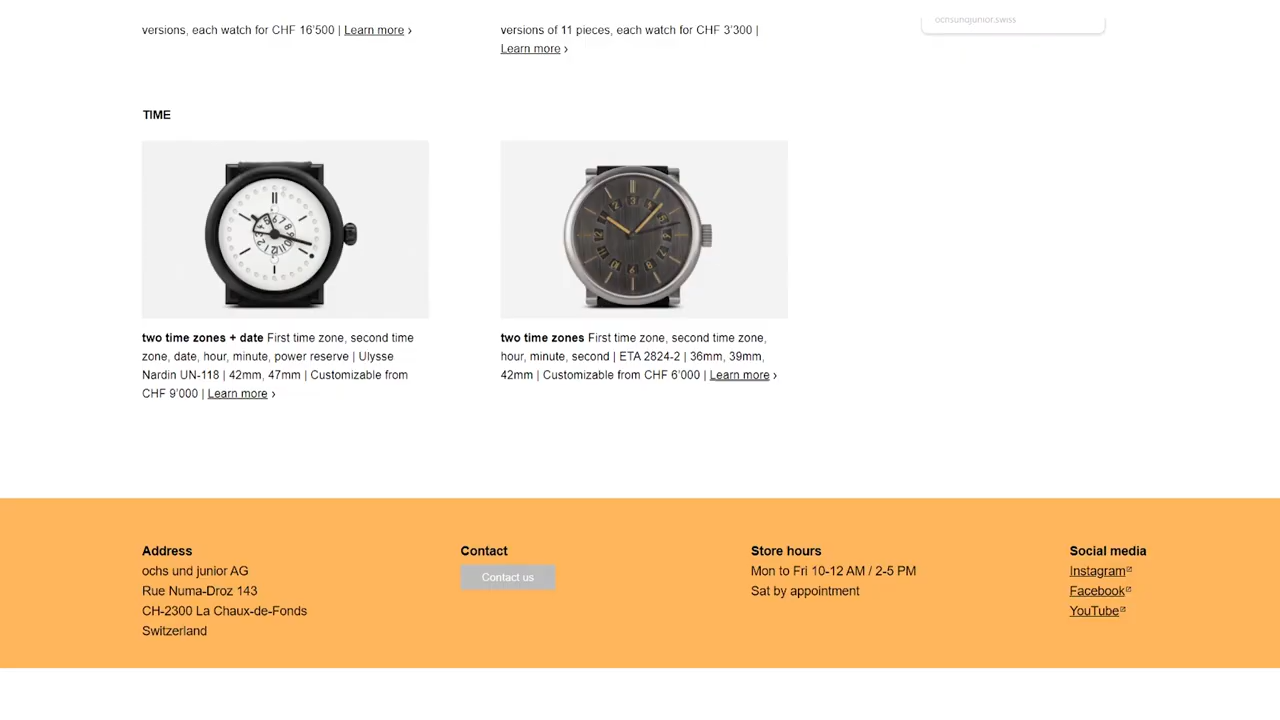 versions, each watch for CHF 16'500 | Learn more ›
versions of 11 pieces, each watch for CHF 3'300 |
Learn more ›
ochsundjunior.swiss
TIME
two time zones + date First time zone, second time
zone, date, hour, minute, power reserve | Ulysse
Nardin UN-118 | 42mm, 47mm | Customizable from
CHF 9'000 | Learn more ›
two time zones First time zone, second time zone,
hour, minute, second | ETA 2824-2 | 36mm, 39mm,
42mm | Customizable from CHF 6'000 | Learn more ›
Address
ochs und junior AG
Rue Numa-Droz 143
CH-2300 La Chaux-de-Fonds
Switzerland
Contact
Contact us
Store hours
Mon to Fri 10-12 AM / 2-5 PM
Sat by appointment
Social media
Instagram
Facebook
YouTube